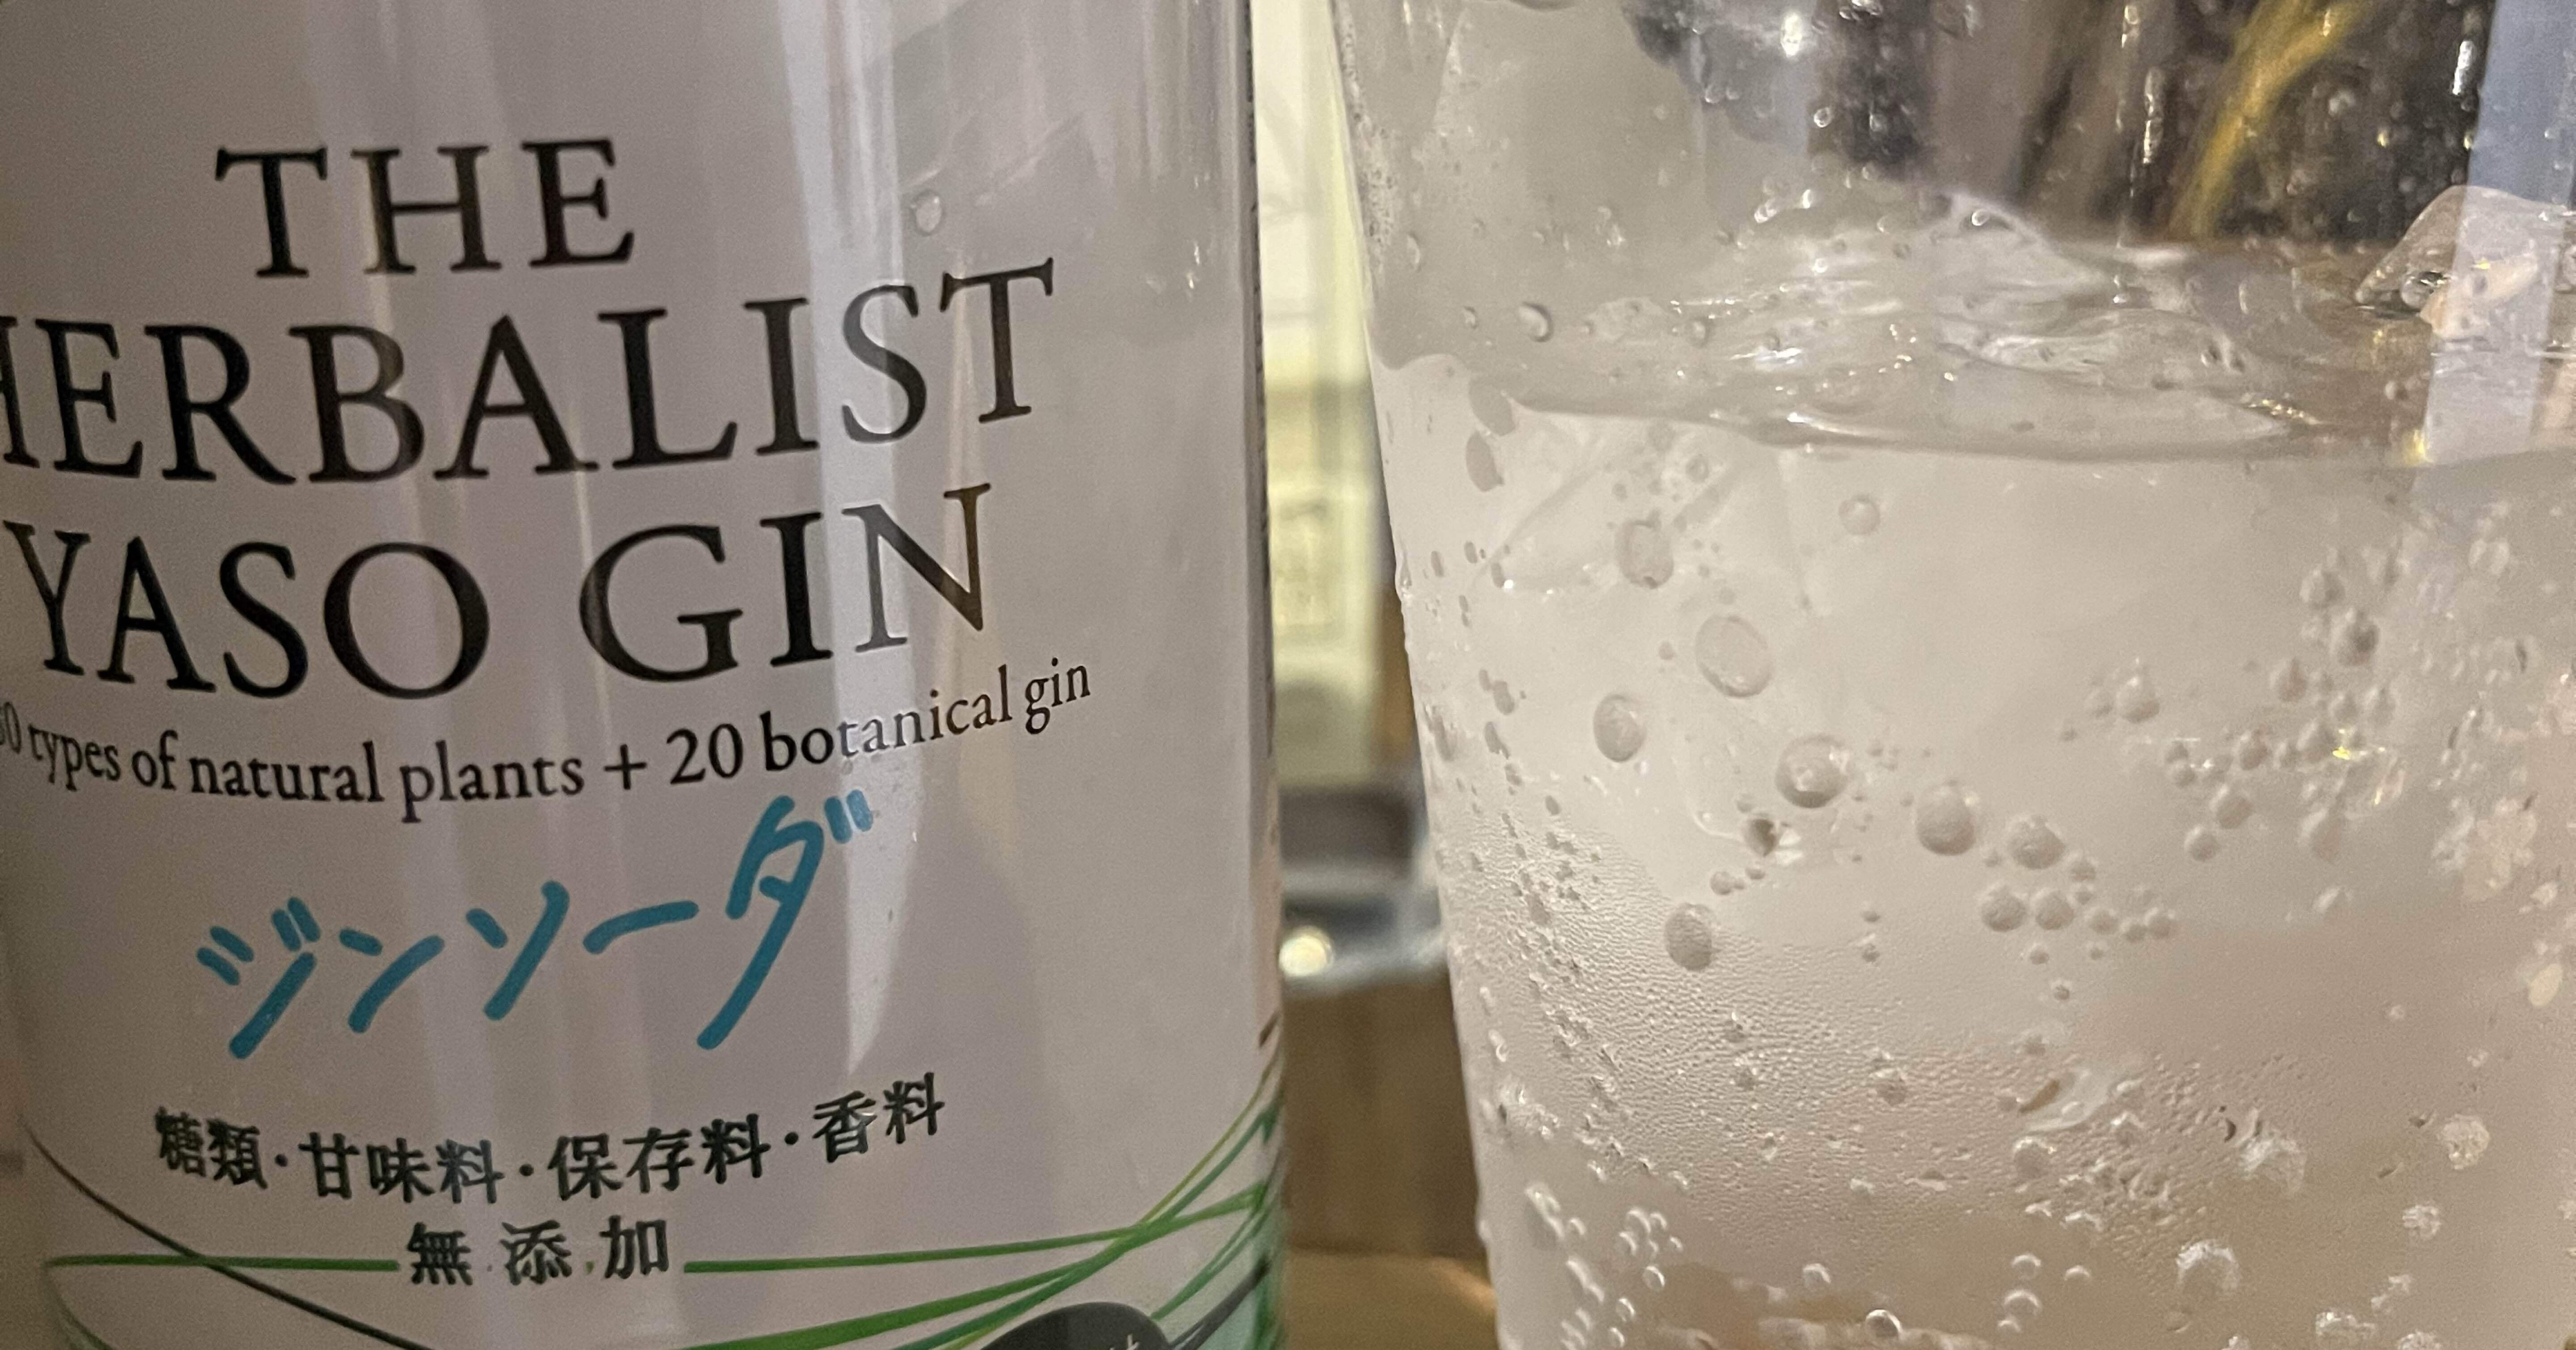 THE
HERBALIST
YASO GIN
types of natural plants + 20 botanical gin
ジンソーダ
糖類・甘味料・保存料・香料
無添加